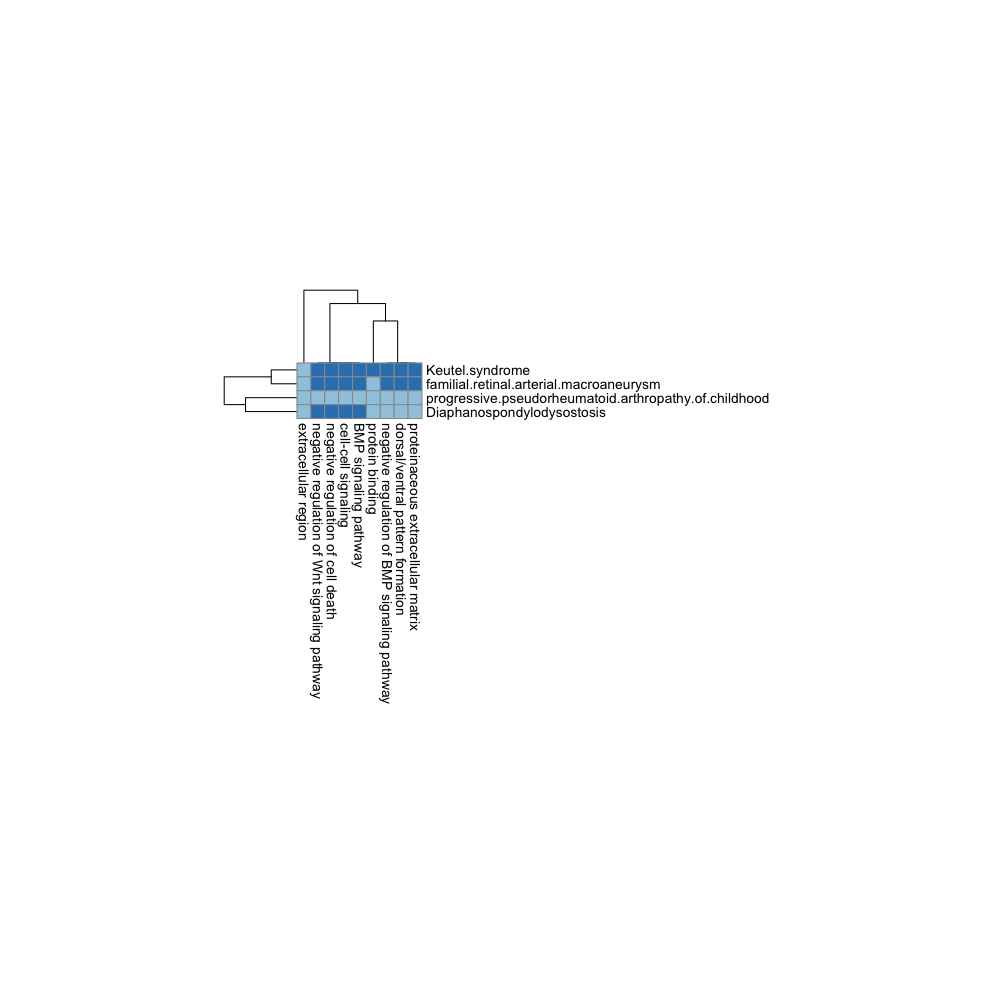 Keutel.syndrome
familial.retinal.arterial.macroaneurysm
progressive.pseudorheumatoid.arthropathy.of.childhood
Diaphanospondylodysostosis
extracellular region
negative regulation of Wnt signaling pathway
negative regulation of cell death
cell-cell signaling
BMP signaling pathway
protein binding
negative regulation of BMP signaling pathway
dorsal/ventral pattern formation
proteinaceous extracellular matrix